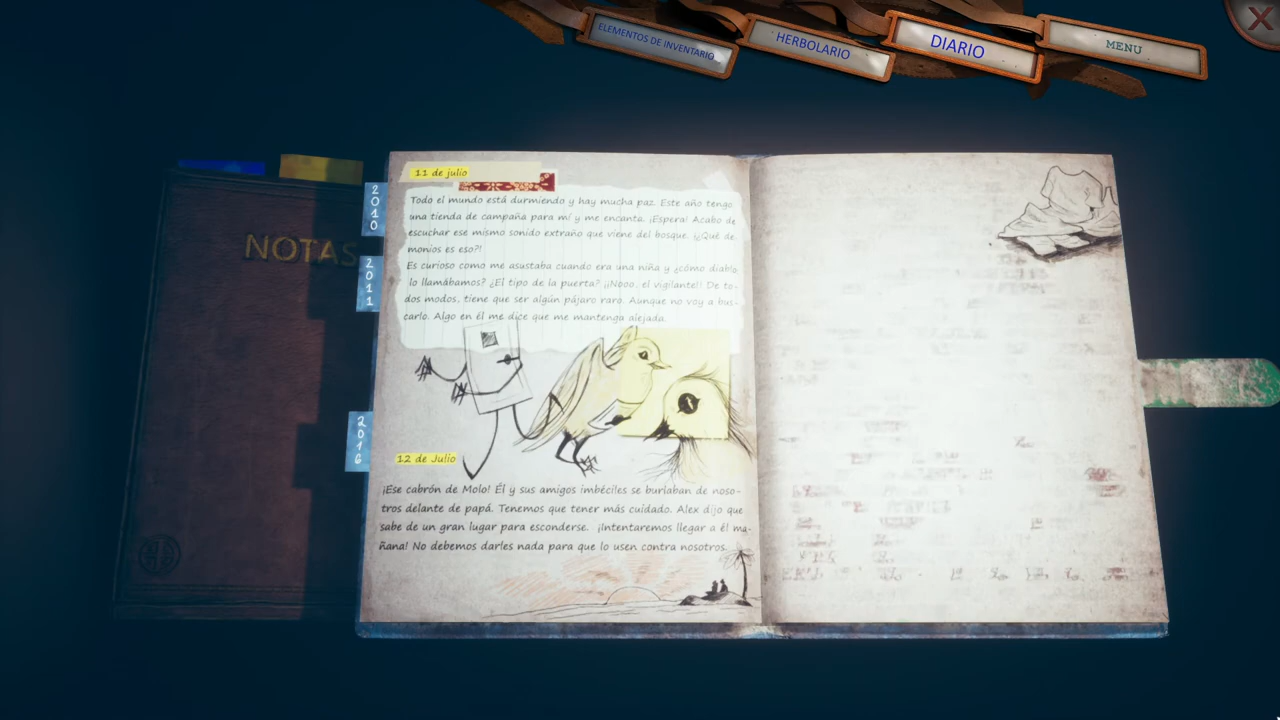 ELEMENTOS DE INVENTARIO
HERBOLARIO
DIARIO
MENU
NOTAS
2010
2011
2016
11 de julio
Todo el mundo está durmiendo y hay mucha paz. Este año tengo
una tienda de campaña para mí y me encanta. ¡Espera! Acabo de
escuchar ese mismo sonido extraño que viene del bosque. ¡¿Qué de-
monios es eso?!
Es curioso como me asustaba cuando era una niña y ¿cómo diablo
lo llamábamos? ¿El tipo de la puerta? ¡¡Nooo, el vigilante!! De to-
dos modos, tiene que ser algún pájaro raro. Aunque no voy a bus-
carlo. Algo en él me dice que me mantenga alejada.
12 de Julio
¡Ese cabrón de Molo! Él y sus amigos imbéciles se burlaban de noso-
tros delante de papá. Tenemos que tener más cuidado. Alex dijo que
sabe de un gran lugar para esconderse. ¡Intentaremos llegar a él ma-
ñana! No debemos darles nada para que lo usen contra nosotros.